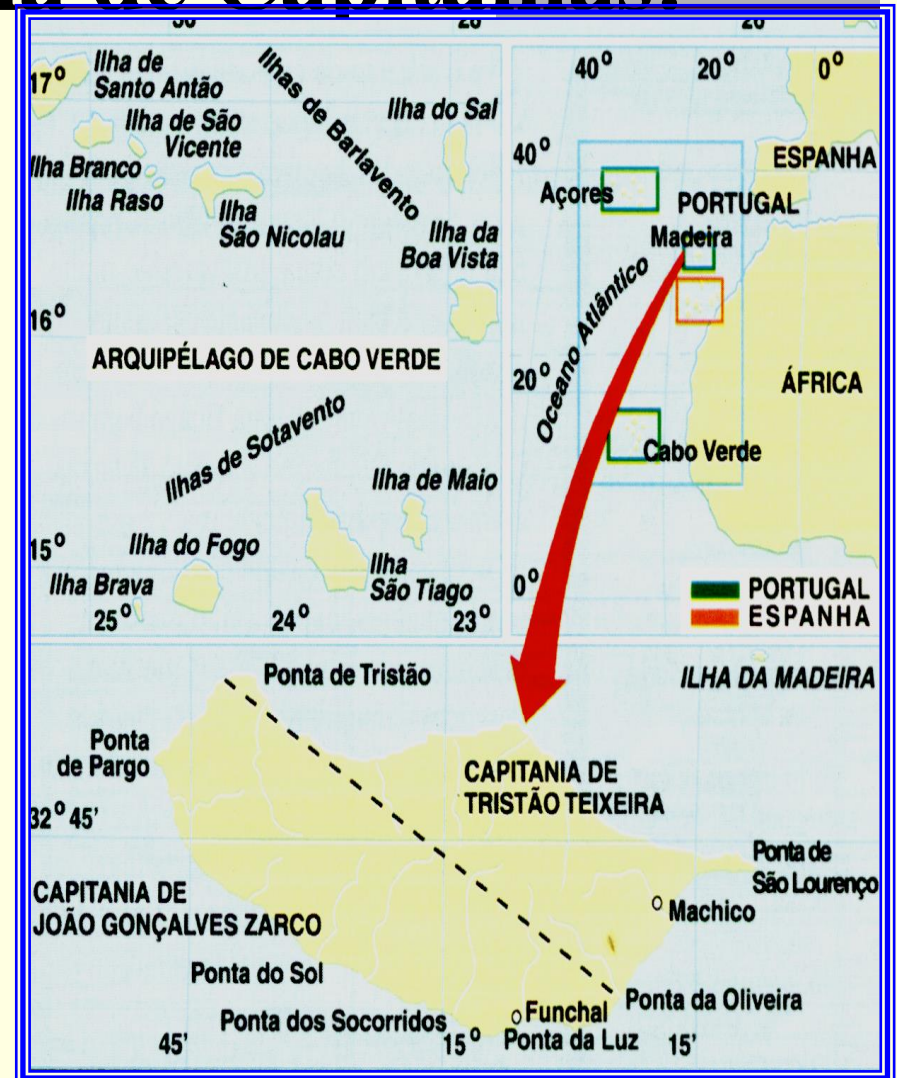 de Capitanias.
20
20
17°
Ilha de
Santo Antão
Ilha de São
Vicente
Ilha Branco
Ilha Raso
Ilha
São Nicolau
Ilhas de Barlavento
Ilha do Sal
Ilha da
Boa Vista
16°
ARQUIPÉLAGO DE CABO VERDE
Ilhas de Sotavento
Ilha de Maio
15°
Ilha do Fogo
Ilha Brava
Ilha
São Tiago
25°
24°
23°
40°
20°
0°
40°
ESPANHA
Açores
PORTUGAL
Madeira
Oceano Atlântico
20°
ÁFRICA
Cabo Verde
0°
PORTUGAL
ESPANHA
ILHA DA MADEIRA
Ponta de Tristão
Ponta
de Pargo
CAPITANIA DE
TRISTÃO TEIXEIRA
32° 45'
Ponta de
São Lourenço
CAPITANIA DE
JOÃO GONÇALVES ZARCO
Machico
Ponta do Sol
Ponta da Oliveira
Ponta dos Socorridos
Funchal
Ponta da Luz
45'
15°
15'